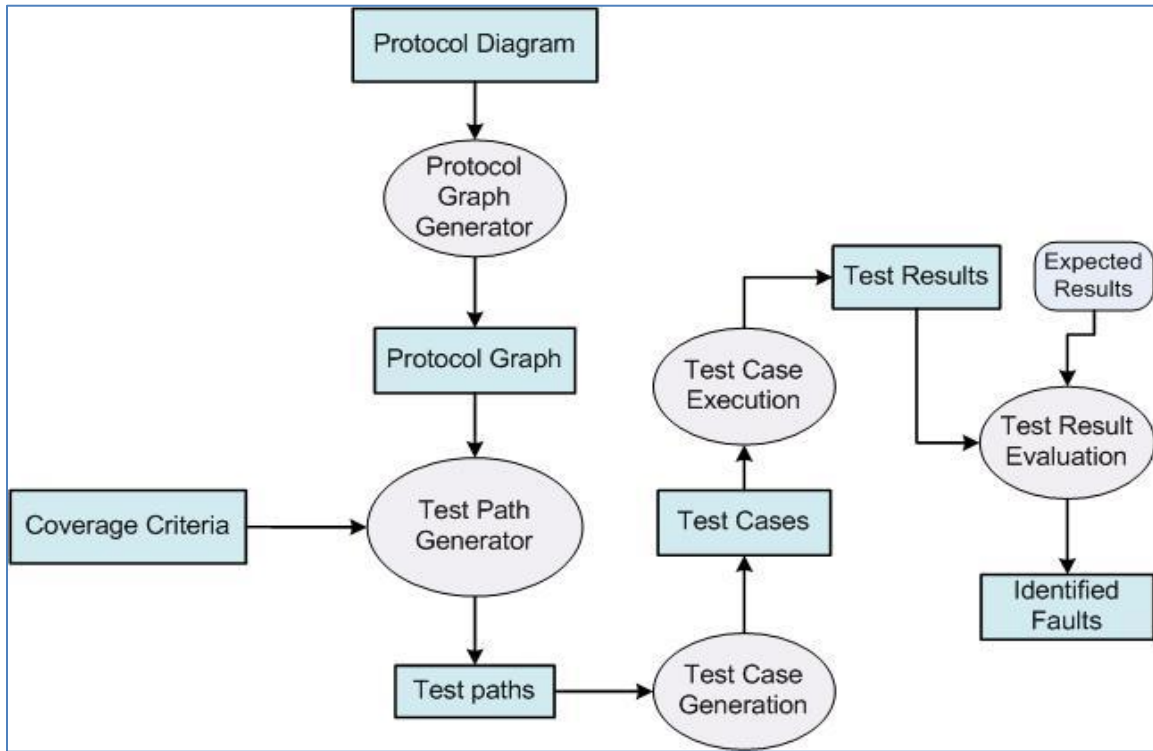 Protocol Diagram
Protocol
Graph
Generator
Protocol Graph
Coverage Criteria
Test Path
Generator
Test paths
Test Case
Generation
Test Cases
Test Case
Execution
Test Results
Expected
Results
Test Result
Evaluation
Identified
Faults